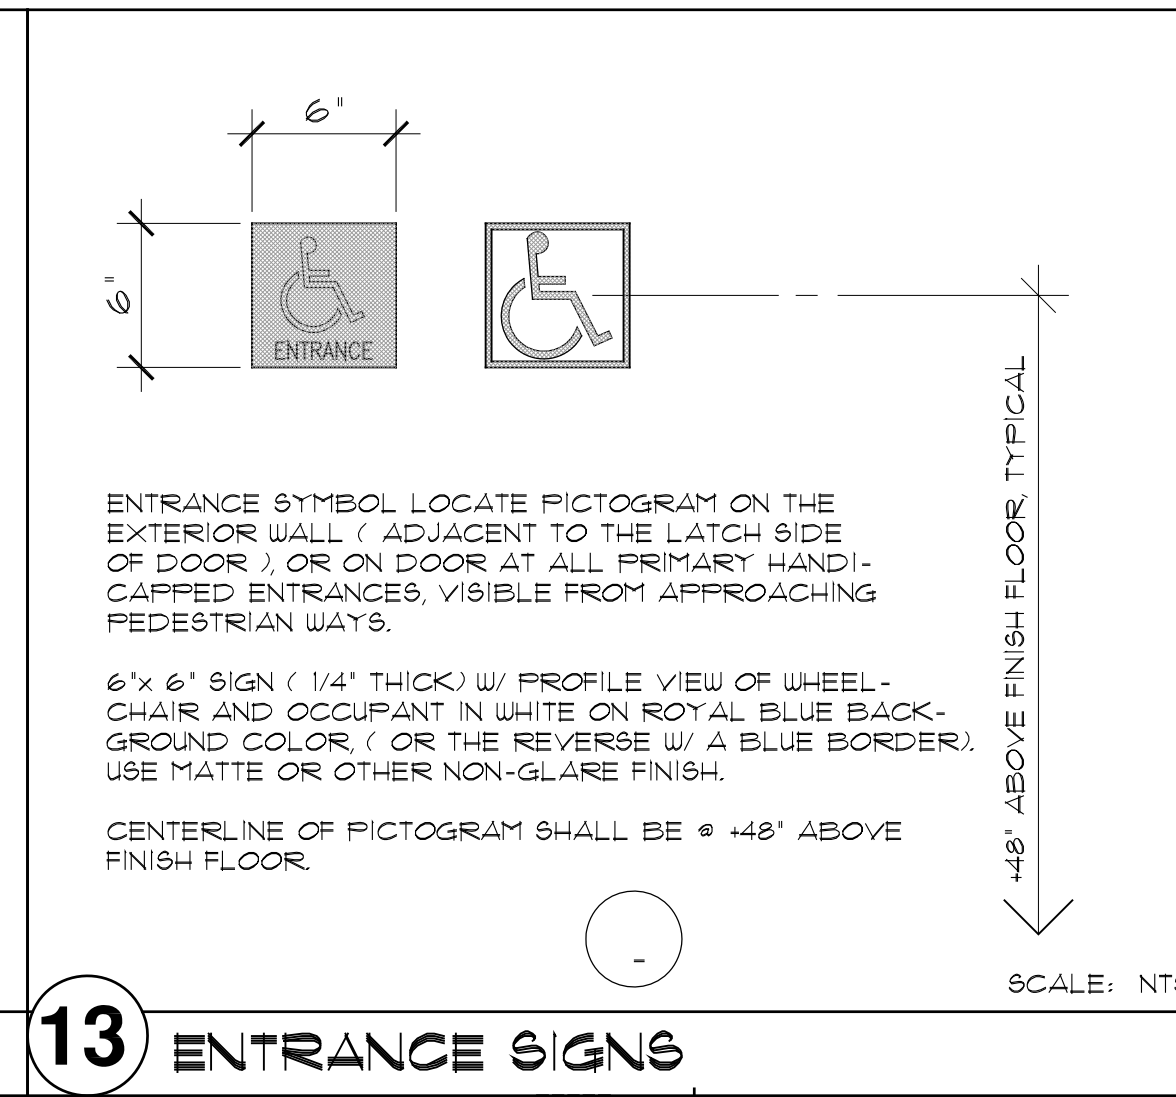 6"
6"
ENTRANCE
ENTRANCE SYMBOL LOCATE PICTOGRAM ON THE
EXTERIOR WALL ( ADJACENT TO THE LATCH SIDE
OF DOOR ), OR ON DOOR AT ALL PRIMARY HANDI-
CAPPED ENTRANCES, VISIBLE FROM APPROACHING
PEDESTRIAN WAYS.
6"x 6" SIGN ( 1/4" THICK) W/ PROFILE VIEW OF WHEEL-
CHAIR AND OCCUPANT IN WHITE ON ROYAL BLUE BACK-
GROUND COLOR, ( OR THE REVERSE W/ A BLUE BORDER).
USE MATTE OR OTHER NON-GLARE FINISH.
CENTERLINE OF PICTOGRAM SHALL BE @ +48" ABOVE
FINISH FLOOR.
+48" ABOVE FINISH FLOOR, TYPICAL
-
SCALE: NT
13 ENTRANCE SIGNS